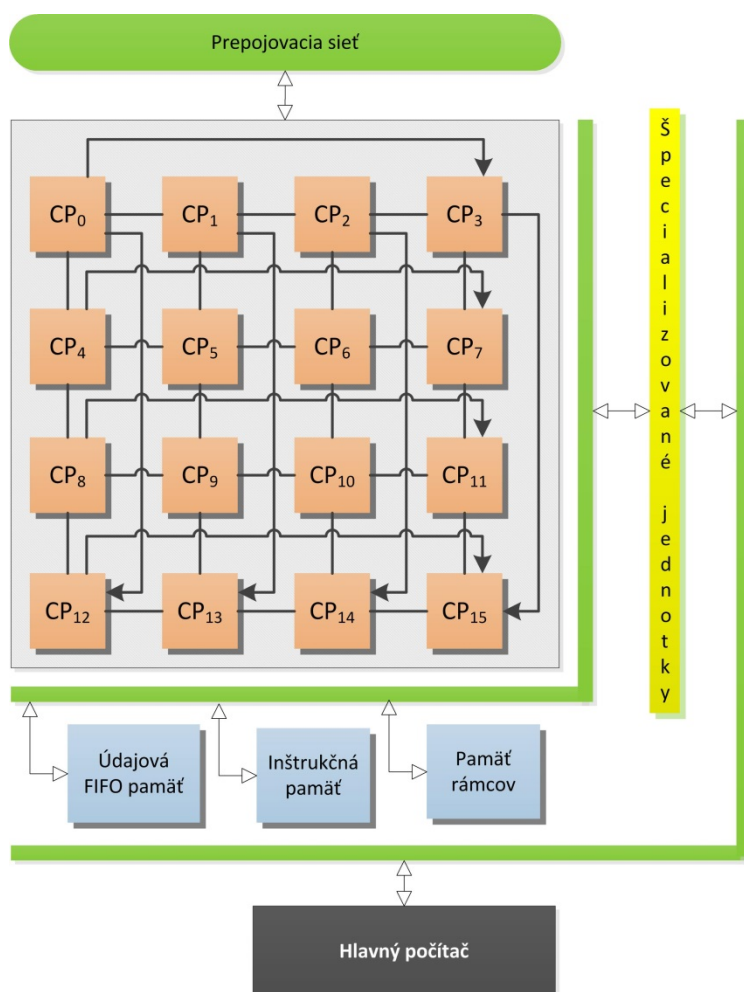 Prepojovacia sieť
CP0 CP1 CP2 CP3
CP4 CP5 CP6 CP7
CP8 CP9 CP10 CP11
CP12 CP13 CP14 CP15
Špecializované jednotky
Údajová
FIFO pamäť
Inštrukčná
pamäť
Pamäť
rámcov
Hlavný počítač